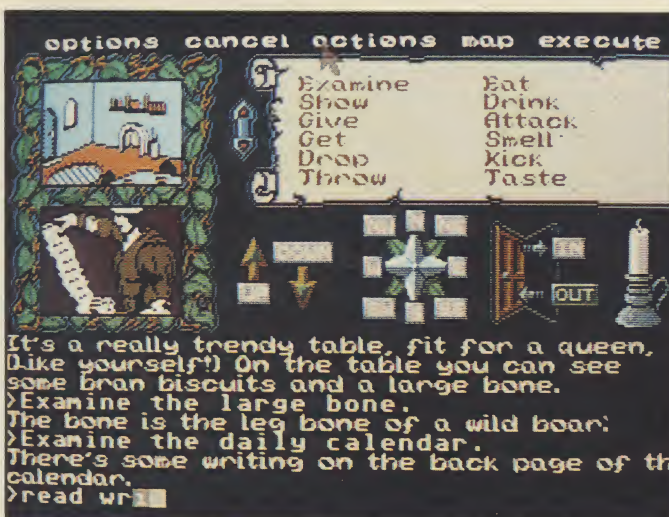 options cancel actions map execute
Examine Eat
Show Drink
Give Attack
Get Smell
Drop Kick
Throw Taste
OUT
It's a really trendy table, fit for a queen,
(like yourself!) On the table you can see
some bran biscuits and a large bone.
>Examine the large bone.
The bone is the leg bone of a wild boar!
>Examine the daily calendar.
There's some writing on the back page of th
calendar.
>read wri